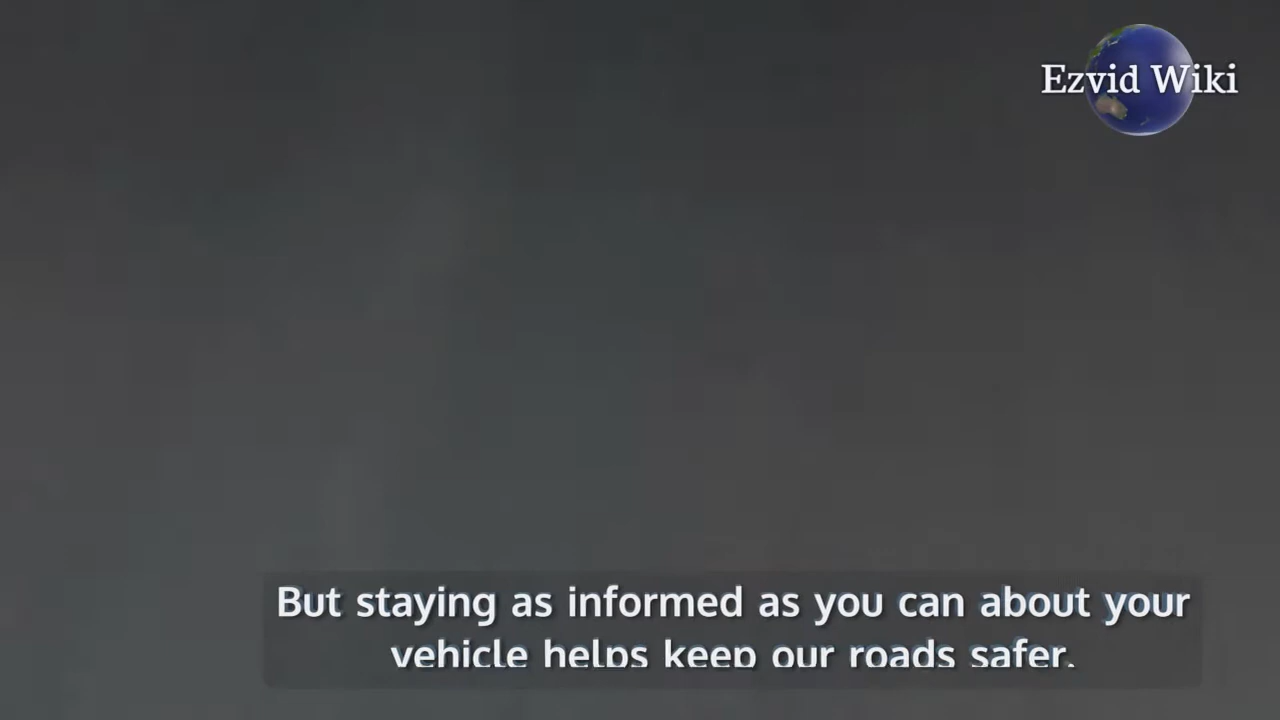 Ezvid Wiki
But staying as informed as you can about your
vehicle helps keep our roads safer.